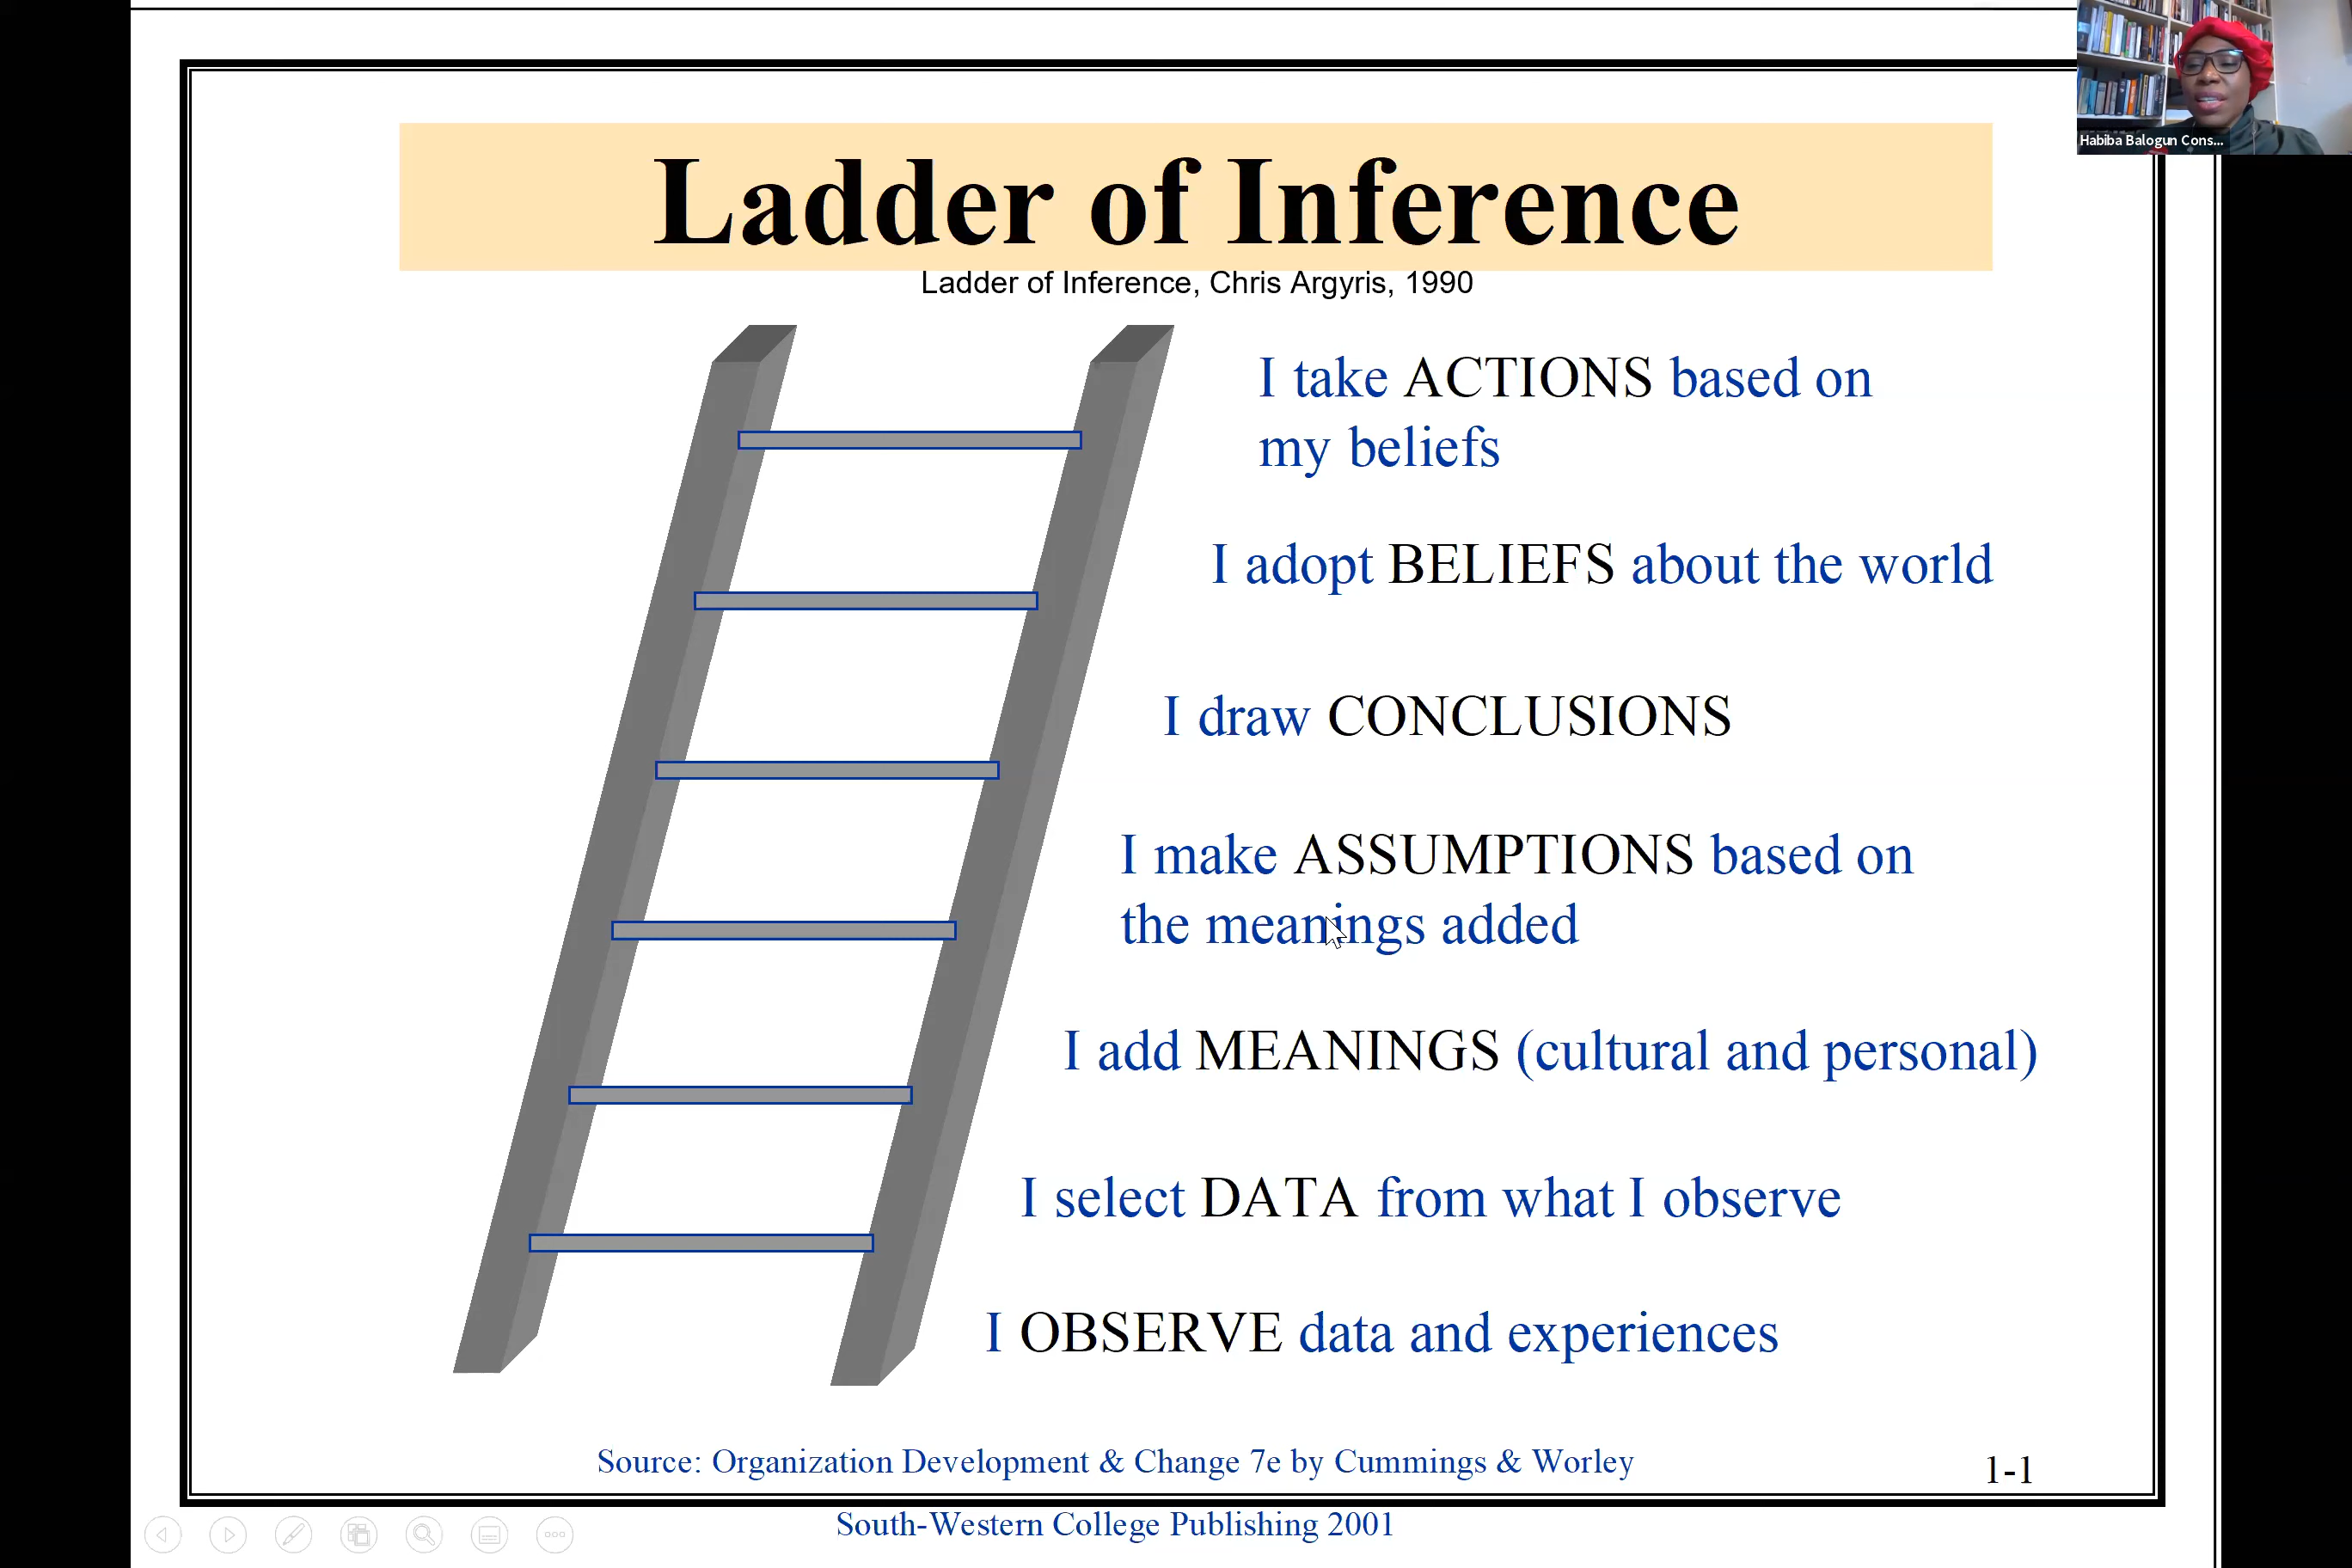 Habiba Balogun Cons...
Ladder of Inference
Ladder of Inference, Chris Argyris, 1990
I take ACTIONS based on
my beliefs
I adopt BELIEFS about the world
I draw CONCLUSIONS
I make ASSUMPTIONS based on
the meanings added
I add MEANINGS (cultural and personal)
I select DATA from what I observe
I OBSERVE data and experiences
Source: Organization Development & Change 7e by Cummings & Worley
1-1
South-Western College Publishing 2001